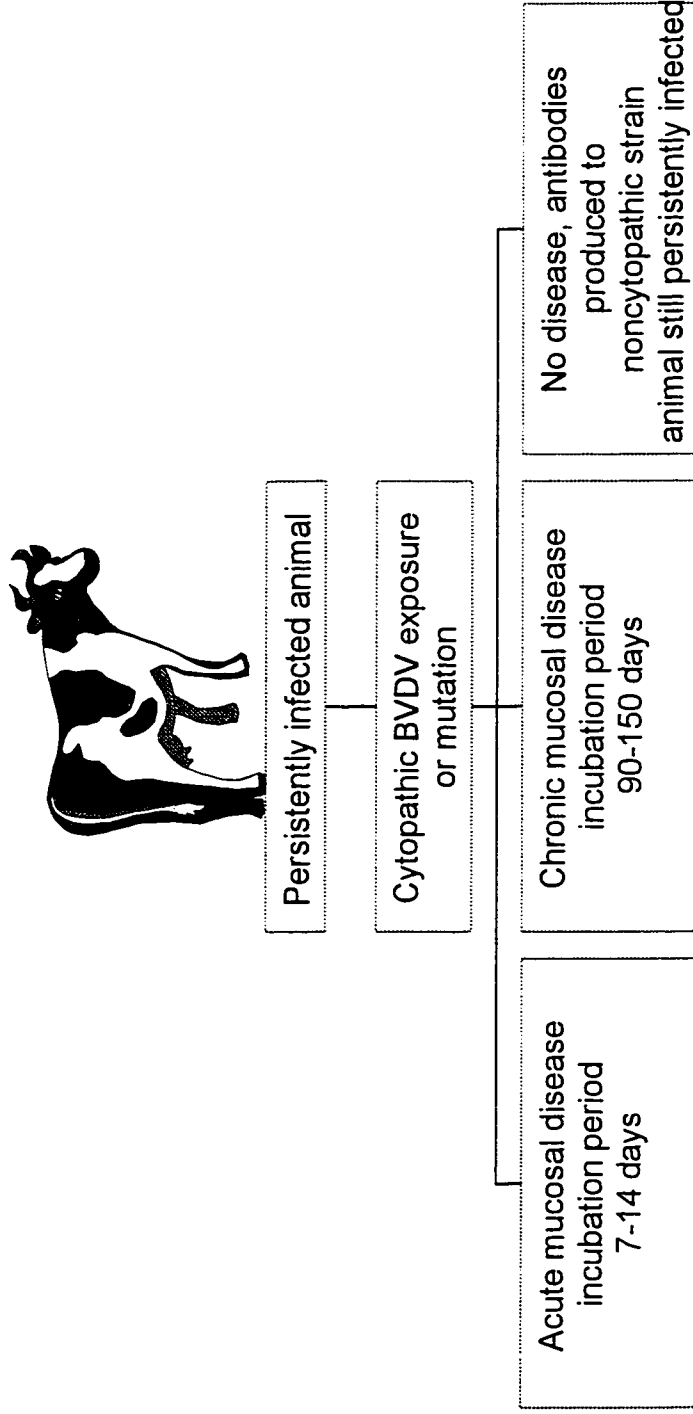 Persistently infected animal
Cytopathic BVDV exposure
or mutation
Acute mucosal disease
incubation period
7-14 days
Chronic mucosal disease
incubation period
90-150 days
No disease, antibodies
produced to
noncytopathic strain
animal still persistently infected